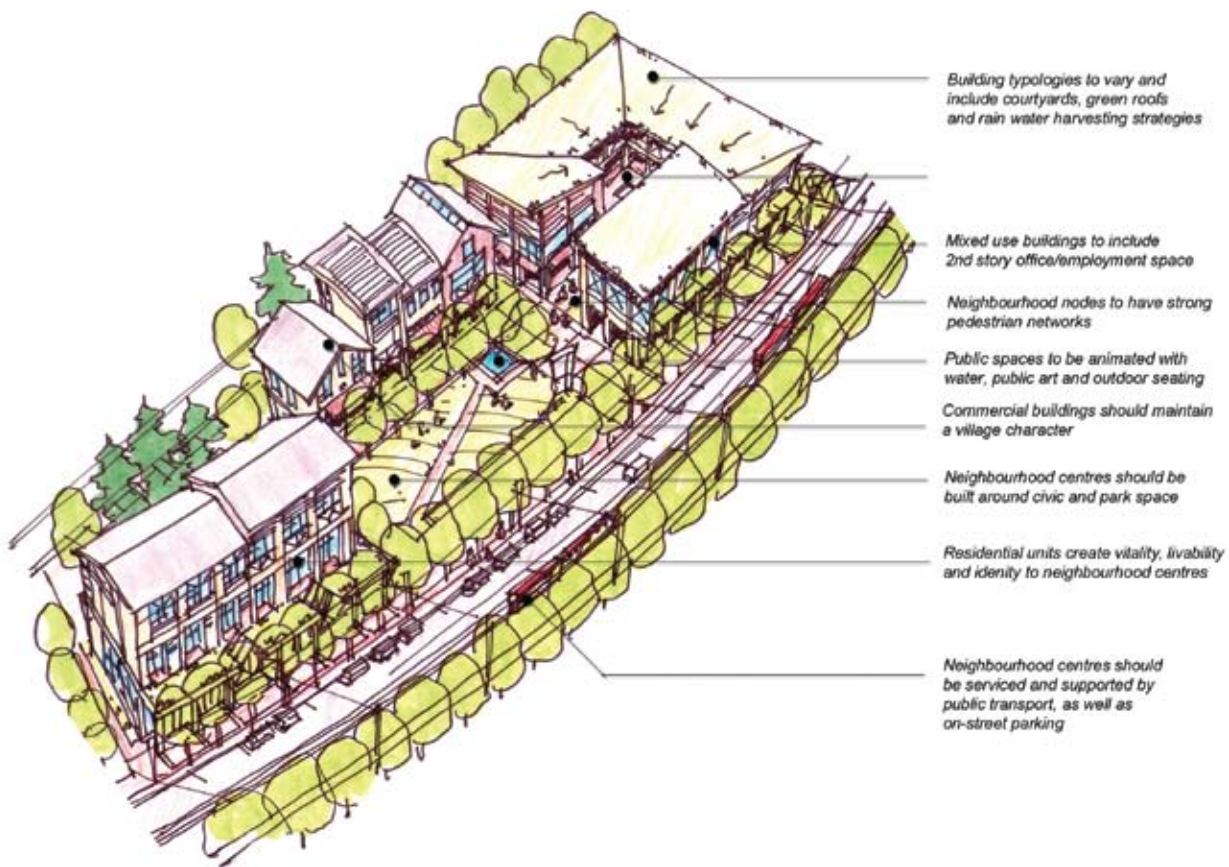 Building typologies to vary and
include courtyards, green roofs
and rain water harvesting strategies
Mixed use buildings to include
2nd story office/employment space
Neighbourhood nodes to have strong
pedestrian networks
Public spaces to be animated with
water, public art and outdoor seating
Commercial buildings should maintain
a village character
Neighbourhood centres should be
built around civic and park space
Residential units create vitality, livability
and idenity to neighbourhood centres
Neighbourhood centres should
be serviced and supported by
public transport, as well as
on-street parking